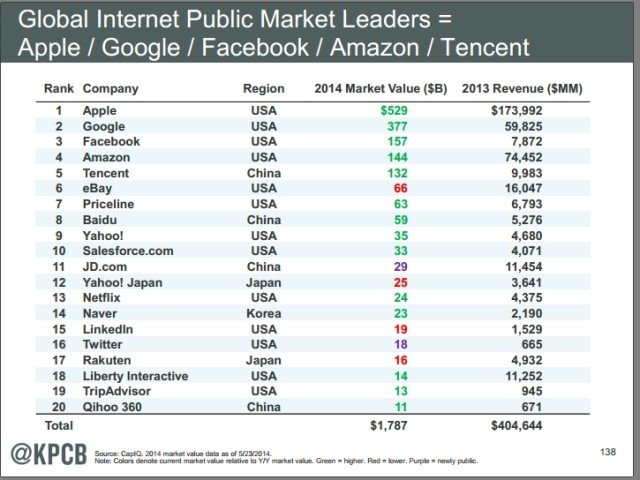 Global Internet Public Market Leaders =
Apple / Google / Facebook / Amazon / Tencent
Rank Company Region 2014 Market Value ($B) 2013 Revenue ($MM)
1 Apple USA $529 $173,992
2 Google USA 377 59,825
3 Facebook USA 157 7,872
4 Amazon USA 144 74,452
5 Tencent China 132 9,983
6 eBay USA 66 16,047
7 Priceline USA 63 6,793
8 Baidu China 59 5,276
9 Yahoo! USA 35 4,680
10 Salesforce.com USA 33 4,071
11 JD.com China 29 11,454
12 Yahoo! Japan Japan 25 3,641
13 Netflix USA 24 4,375
14 Naver Korea 23 2,190
15 LinkedIn USA 19 1,529
16 Twitter USA 18 665
17 Rakuten Japan 16 4,932
18 Liberty Interactive USA 14 11,252
19 TripAdvisor USA 13 945
20 Qihoo 360 China 11 671
Total $1,787 $404,644
@KPCB
Source: CapIQ. 2014 market value data as of 5/23/2014.
Note: Colors denote current market value relative to Y/Y market value. Green = higher. Red = lower. Purple = newly public.
138